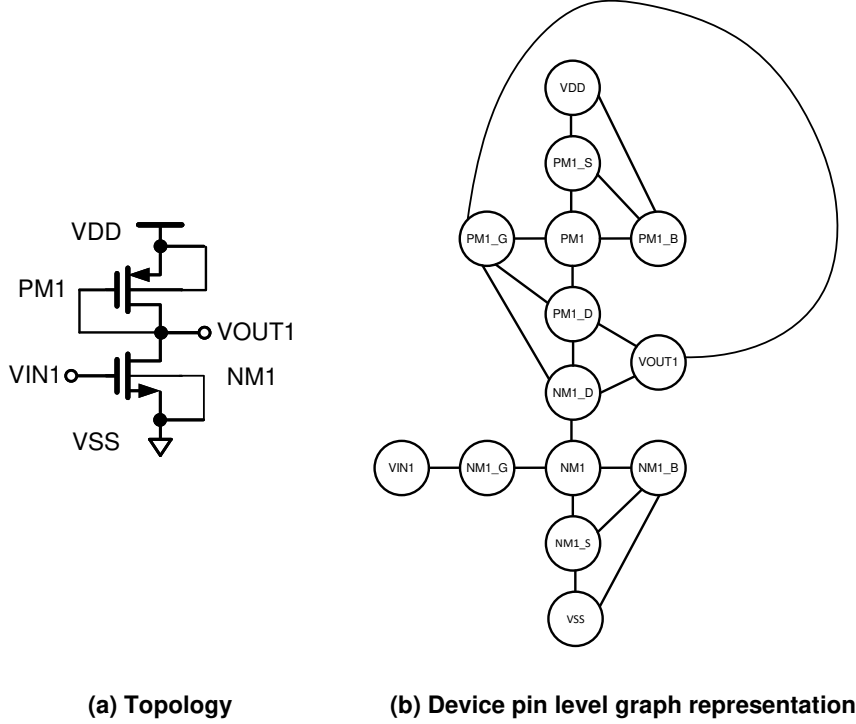 VDD
PM1
VOUT1
VIN1
NM1
VSS
VDD
PM1_S
PM1_G
PM1
PM1_B
PM1_D
VOUT1
NM1_D
VIN1
NM1_G
NM1
NM1_B
NM1_S
VSS
(a) Topology
(b) Device pin level graph representation